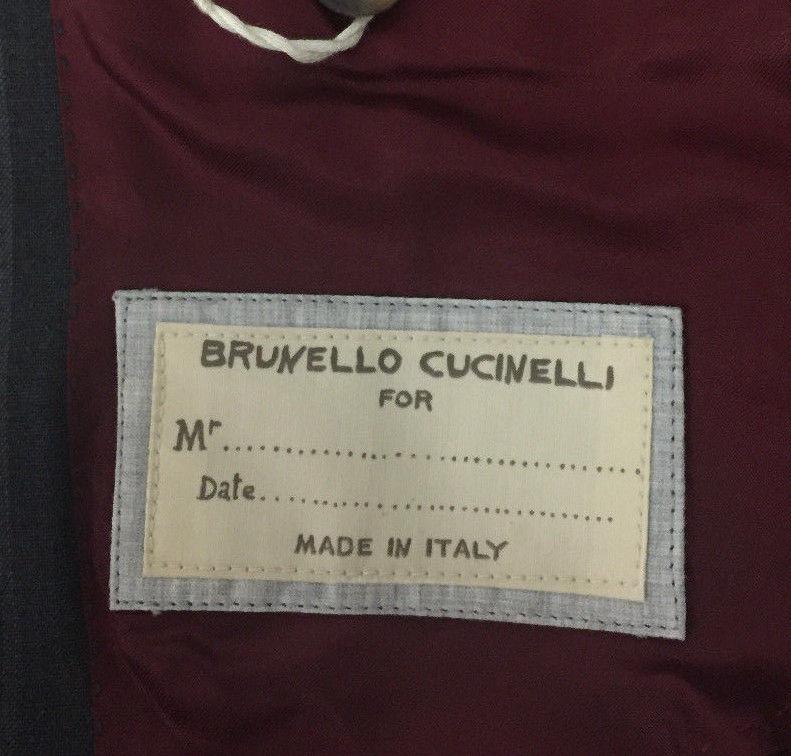 BRUNELLO CUCINELLI
FOR
Mr..............................................
Date........................................
MADE IN ITALY